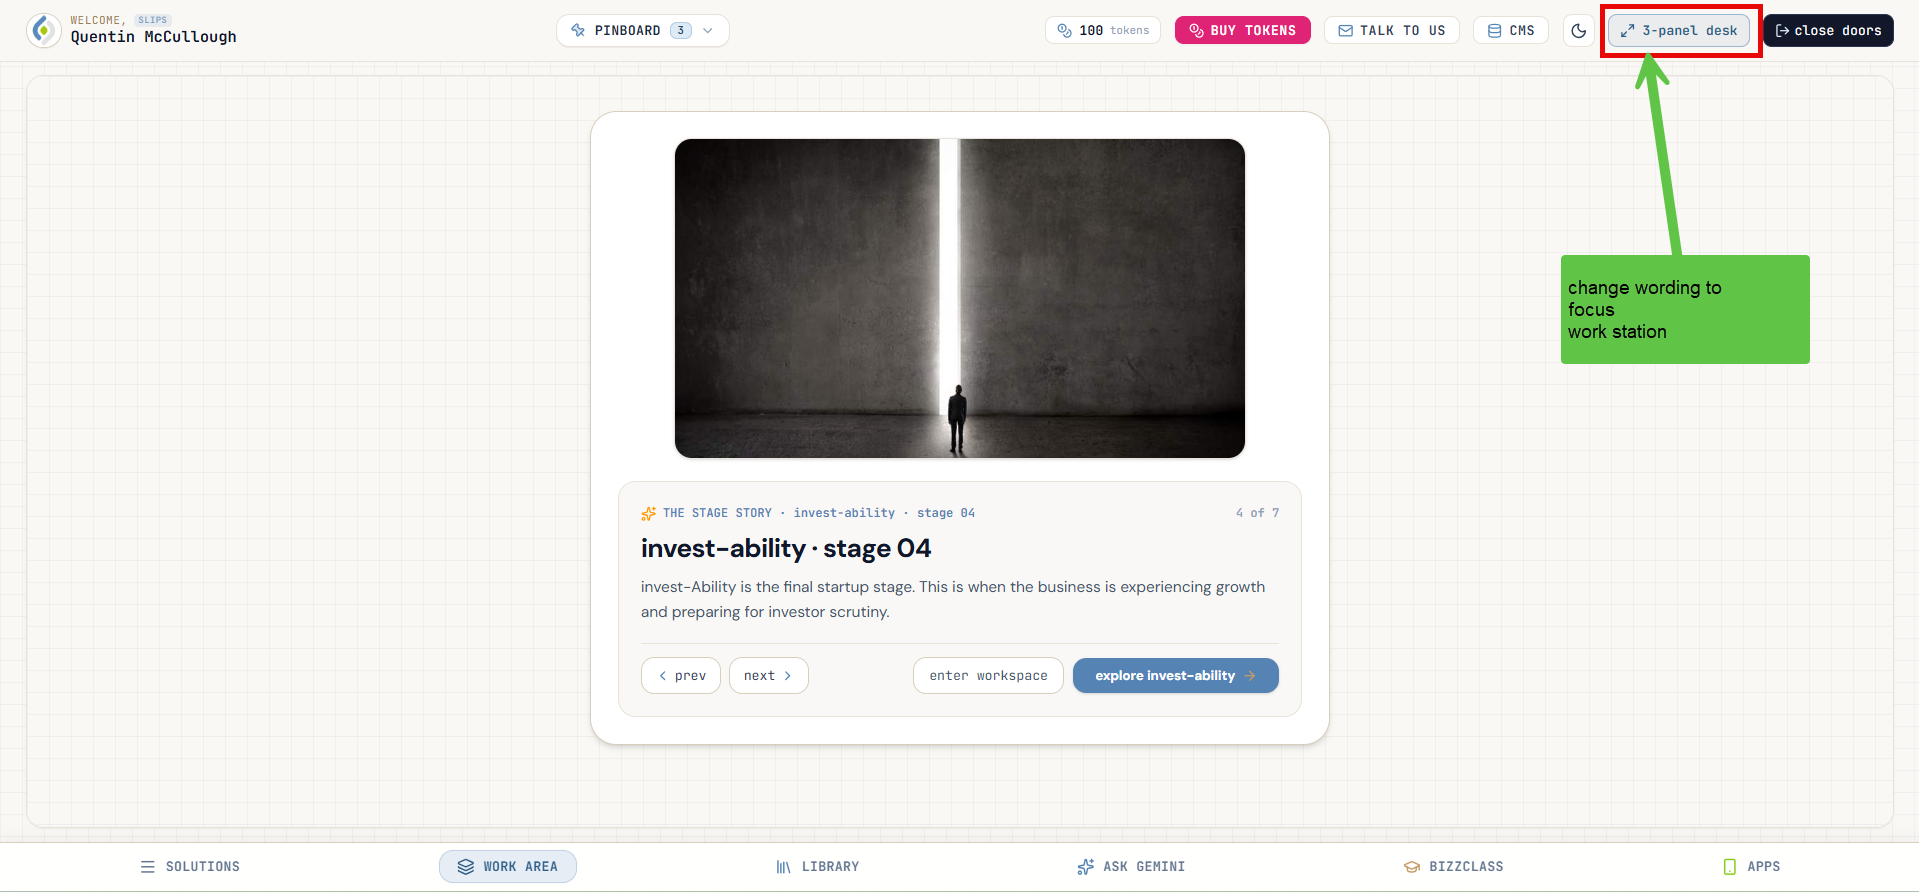 WELCOME, SLIPS
Quentin McCullough
PINBOARD 3
100 tokens
BUY TOKENS
TALK TO US
CMS
3-panel desk
close doors
change wording to
focus
work station
THE STAGE STORY · invest-ability · stage 04
4 of 7
invest-ability · stage 04
invest-Ability is the final startup stage. This is when the business is experiencing growth
and preparing for investor scrutiny.
prev
next
enter workspace
explore invest-ability
SOLUTIONS
WORK AREA
LIBRARY
ASK GEMINI
BIZZCLASS
APPS